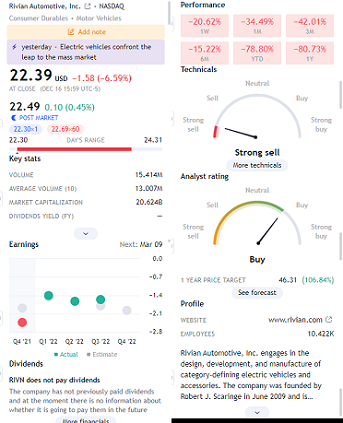 Rivian Automotive, Inc. • NASDAQ
Consumer Durables • Motor Vehicles
Add note
yesterday • Electric vehicles confront the
leap to the mass market
22.39 USD −1.58 (−6.59%)
AT CLOSE (DEC 16 15:59 UTC-5)
22.49 0.10 (0.45%)
POST MARKET
22.30×1 22.69×60
22.30 DAY'S RANGE 24.31
Key stats
VOLUME 15.414M
AVERAGE VOLUME (10) 13.007M
MARKET CAPITALIZATION 20.624B
DIVIDENDS YIELD (FY) —
Earnings Next: Mar 09
0.0
−0.7
−1.4
−2.1
−2.8
Q4 '21 Q1 '22 Q2 '22 Q3 '22 Q4 '22
Actual Estimate
Dividends
RIVN does not pay dividends
The company has not previously paid dividends and
at the moment there is no information about
whether it is going to pay them in the future
More financials
Performance
−20.62% −34.49% −42.01%
1W 1M 3M
−15.22% −78.80% −80.73%
6M YTD 1Y
Technicals
Neutral
Sell Buy
Strong sell Strong buy
Strong sell
More technicals
Analyst rating
Neutral
Sell Buy
Strong sell Strong buy
Buy
1 YEAR PRICE TARGET 46.31 (106.84%)
See forecast
Profile
WEBSITE www.rivian.com
EMPLOYEES 10.422K
Rivian Automotive, Inc. engages in the
design, development, and manufacture of
category-defining electric vehicles and
accessories. The company was founded by
Robert J. Scaringe in June 2009 and is...